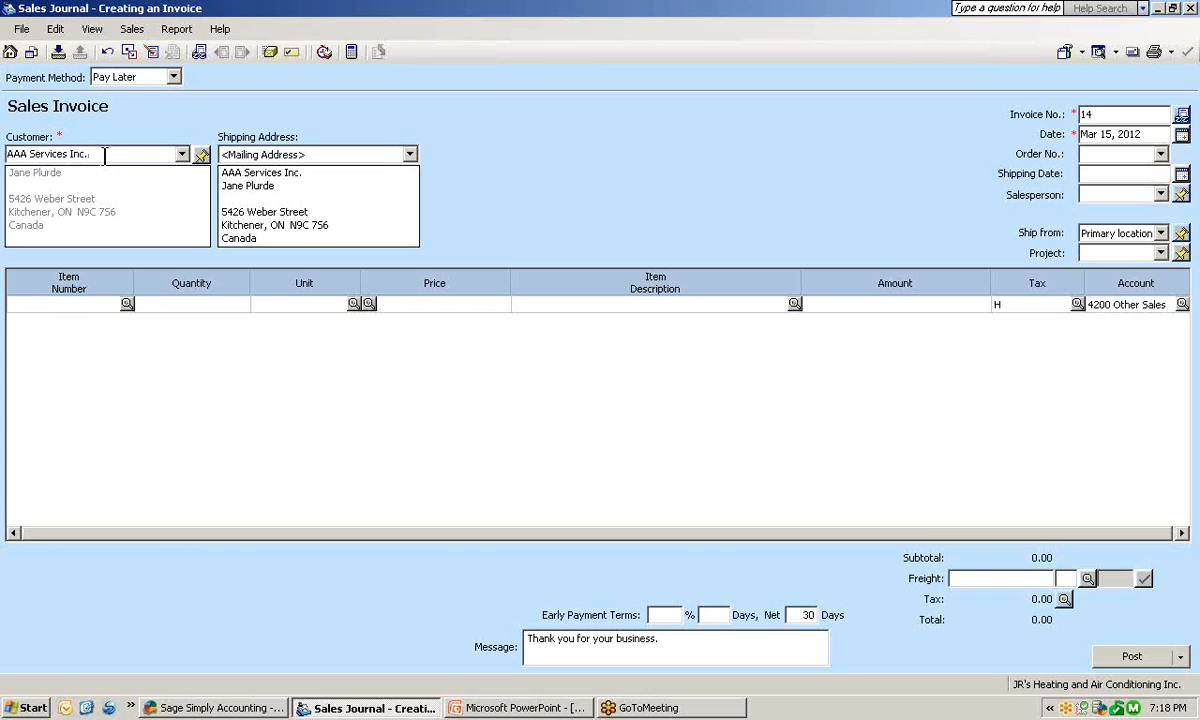 Sales Journal - Creating an Invoice
Type a question for help
Help Search
File Edit View Sales Report Help
Payment Method: Pay Later
Sales Invoice
Customer: *
AAA Services Inc.
Jane Plurde
5426 Weber Street
Kitchener, ON N9C 7S6
Canada
Shipping Address:
<Mailing Address>
AAA Services Inc.
Jane Plurde
5426 Weber Street
Kitchener, ON N9C 7S6
Canada
Invoice No.: * 14
Date: * Mar 15, 2012
Order No.:
Shipping Date:
Salesperson:
Ship from: Primary location
Project:
Item Number
Quantity
Unit
Price
Item Description
Amount
Tax
Account
H
4200 Other Sales
Subtotal: 0.00
Freight:
Tax: 0.00
Total: 0.00
Early Payment Terms: % Days, Net 30 Days
Message: Thank you for your business.
Post
JR's Heating and Air Conditioning Inc.
Start
»
Sage Simply Accounting -...
Sales Journal - Creati...
Microsoft PowerPoint - [...
GoToMeeting
«
7:18 PM